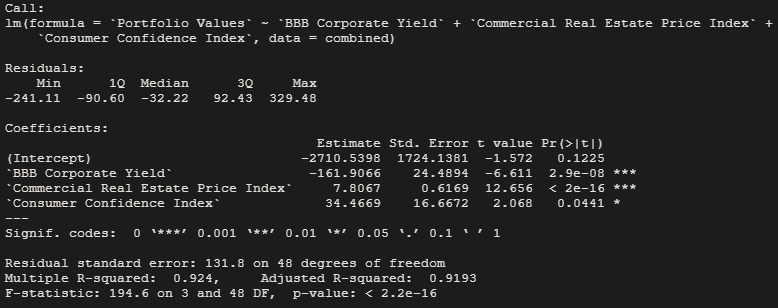 Call:
lm(formula = `Portfolio Values` ~ `BBB Corporate Yield` + `Commercial Real Estate Price Index` +
    `Consumer Confidence Index`, data = combined)

Residuals:
    Min      1Q  Median      3Q     Max
-241.11  -90.60  -32.22   92.43  329.48

Coefficients:
                                       Estimate Std. Error t value Pr(>|t|)
(Intercept)                          -2710.5398  1724.1381  -1.572   0.1225
`BBB Corporate Yield`                 -161.9066    24.4894  -6.611  2.9e-08 ***
`Commercial Real Estate Price Index`     7.8067     0.6169  12.656  < 2e-16 ***
`Consumer Confidence Index`             34.4669    16.6672   2.068   0.0441 *
---
Signif. codes:  0 ‘***’ 0.001 ‘**’ 0.01 ‘*’ 0.05 ‘.’ 0.1 ‘ ’ 1

Residual standard error: 131.8 on 48 degrees of freedom
Multiple R-squared:  0.924,     Adjusted R-squared:  0.9193
F-statistic: 194.6 on 3 and 48 DF,  p-value: < 2.2e-16